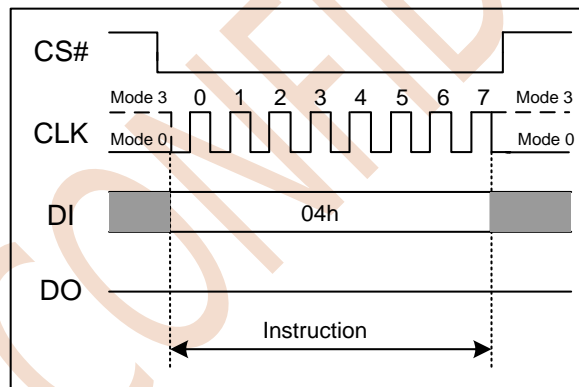 CS#
Mode 3 0 1 2 3 4 5 6 7 Mode 3
CLK
Mode 0 Mode 0
DI 04h
DO
Instruction
CONFID